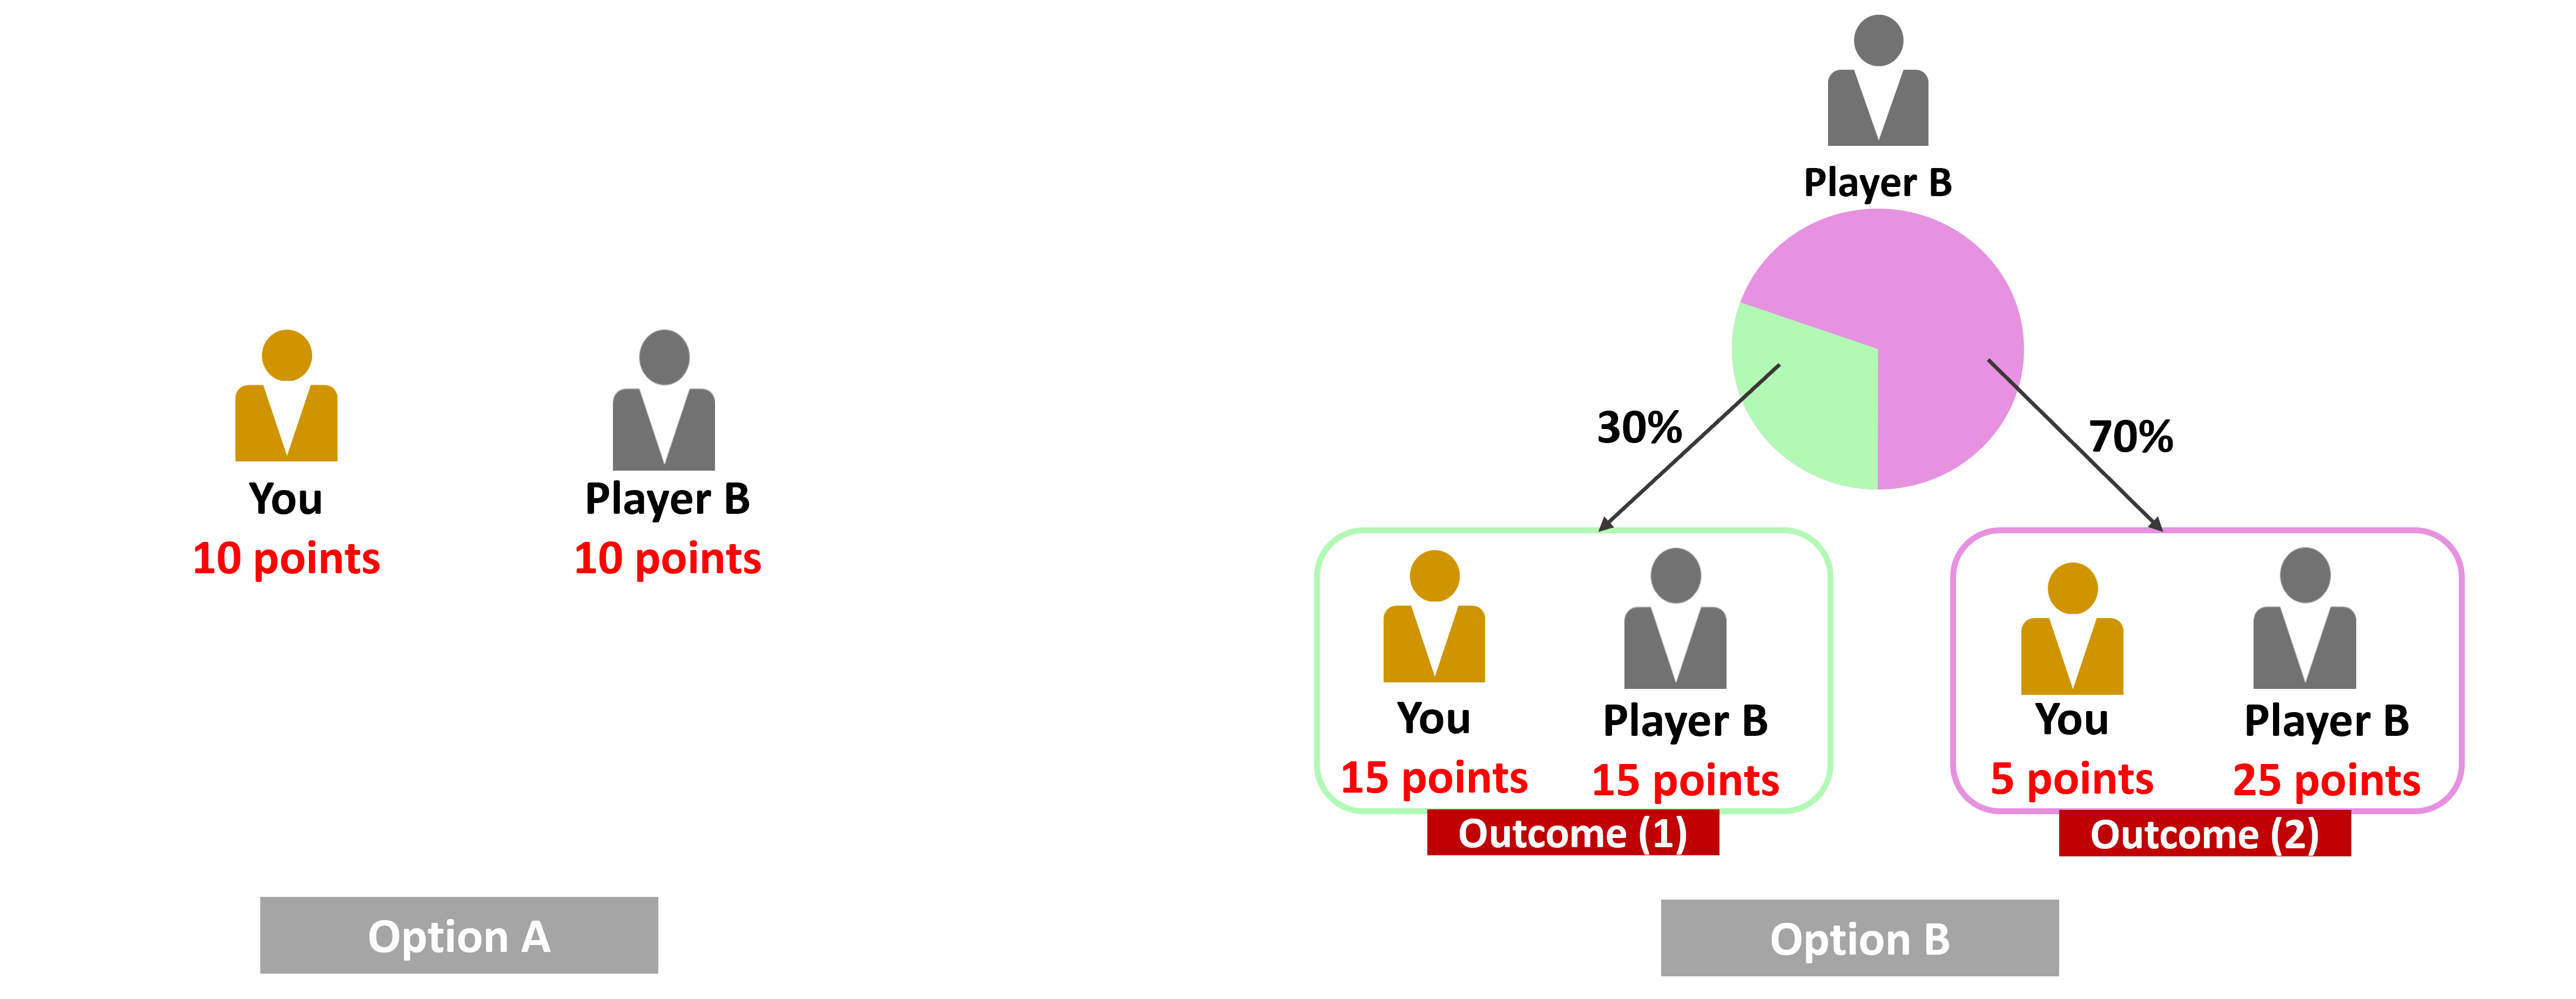 You
10 points
Player B
10 points
Option A
Player B
30%
70%
You
15 points
Player B
15 points
Outcome (1)
You
5 points
Player B
25 points
Outcome (2)
Option B